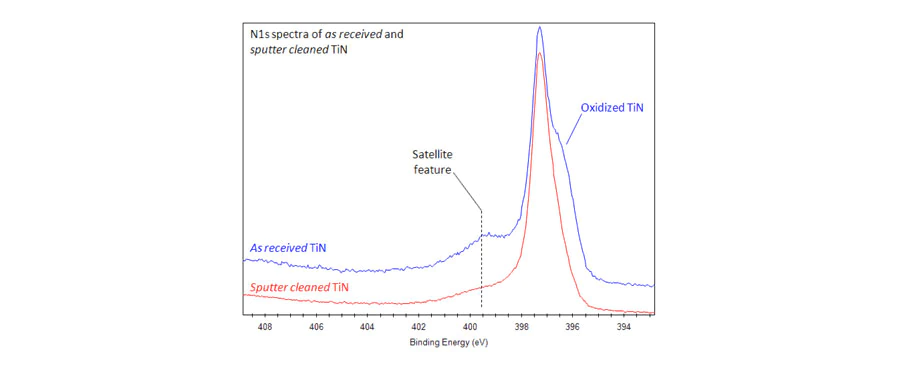 N1s spectra of as received and
sputter cleaned TiN
Oxidized TiN
Satellite
feature
As received TiN
Sputter cleaned TiN
408 406 404 402 400 398 396 394
Binding Energy (eV)